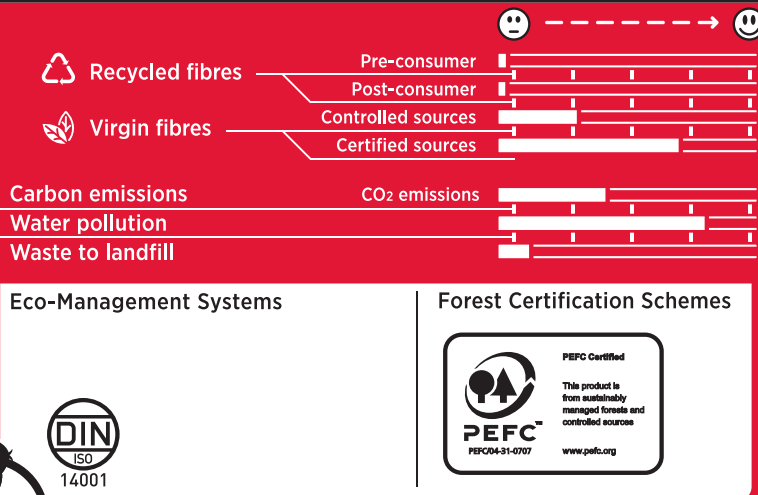 Recycled fibres
Pre-consumer
Post-consumer
Virgin fibres
Controlled sources
Certified sources
Carbon emissions
CO2 emissions
Water pollution
Waste to landfill
Eco-Management Systems
DIN
ISO
14001
Forest Certification Schemes
PEFC™
PEFC/04-31-0707
PEFC Certified
This product is
from sustainably
managed forests and
controlled sources
www.pefc.org